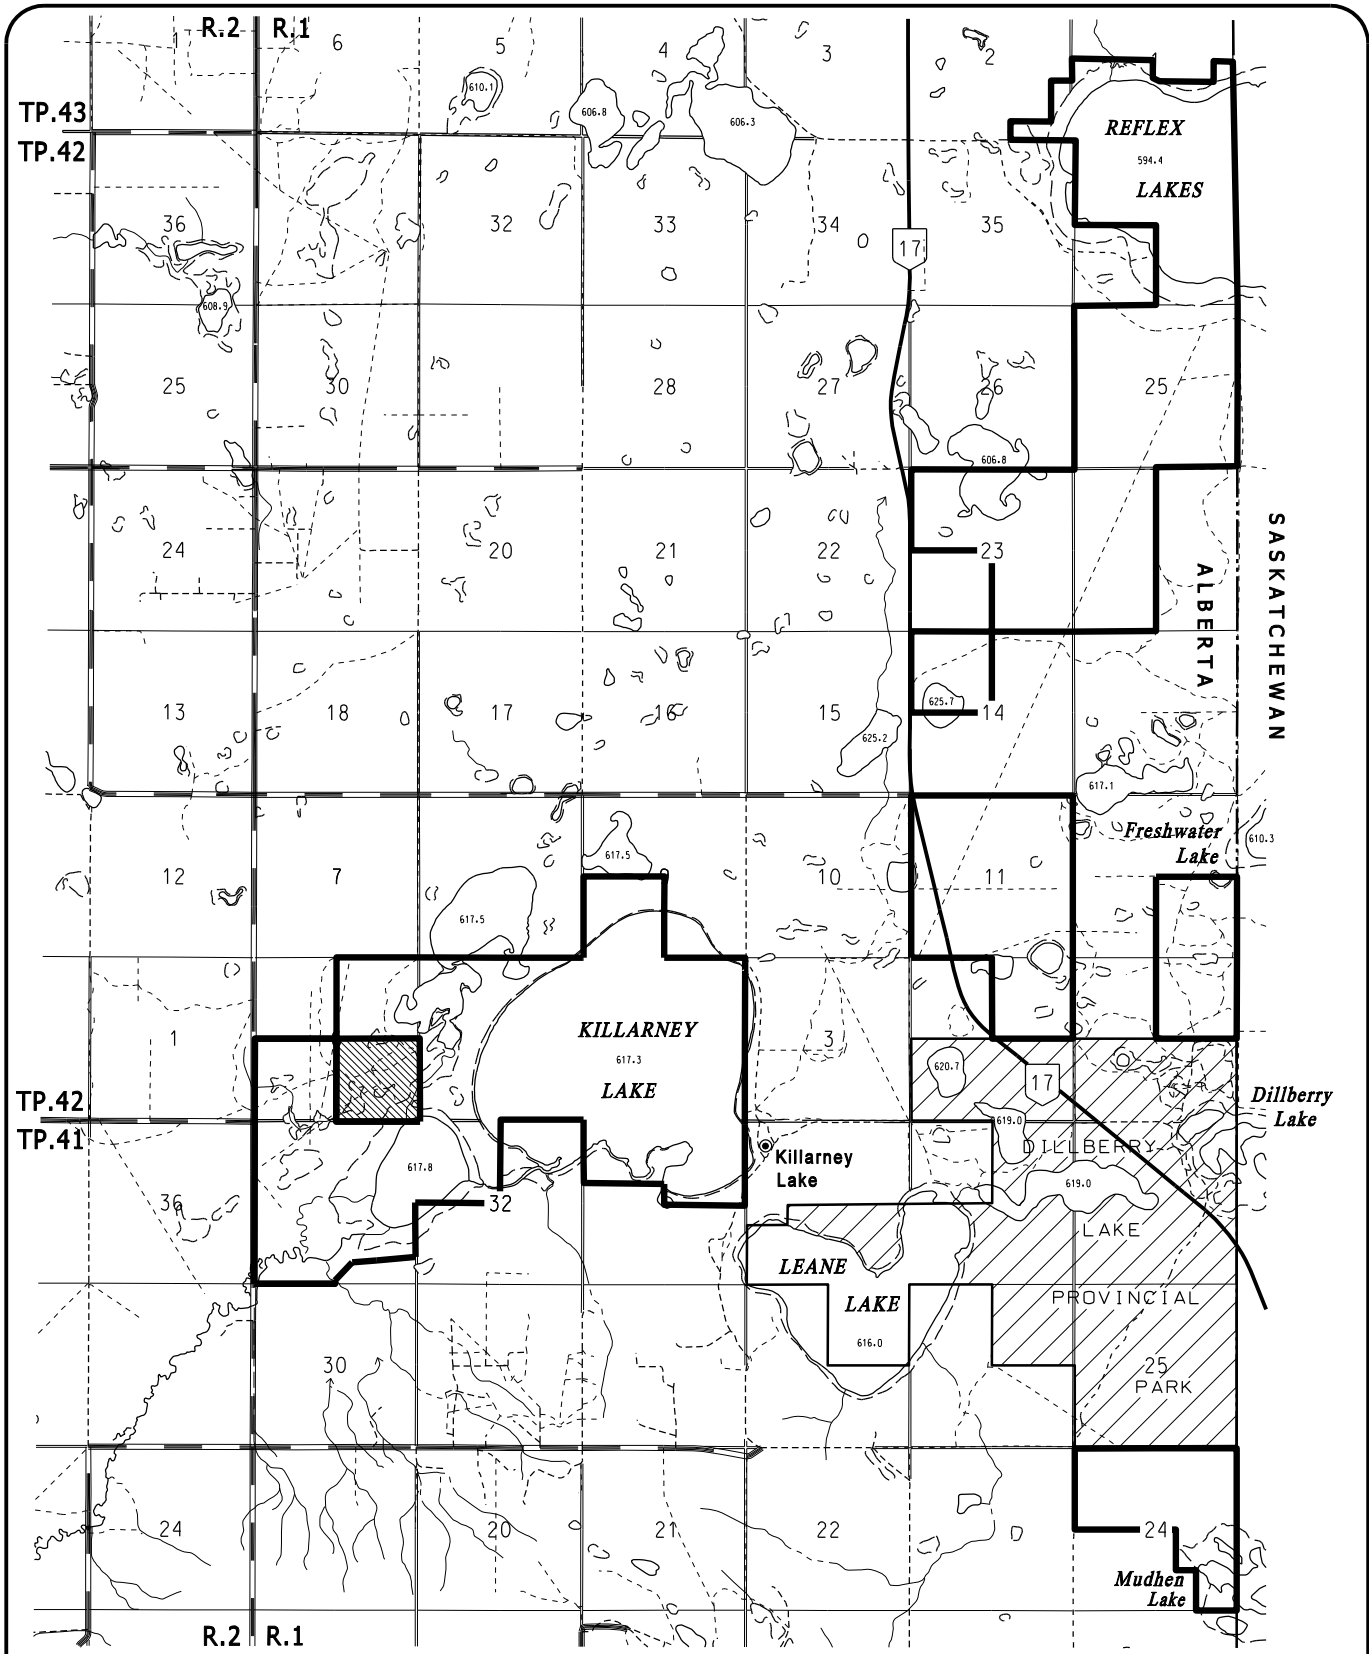 R.2 R.1
1 6 5 4 3 2 1
610.1
606.8
606.3
TP.43
TP.42
REFLEX
594.4
LAKES
36 32 33 34 35
17
608.9
25 30 28 27 26 25
606.8
24 20 21 22 23
SASKATCHEWAN
ALBERTA
13 18 17 16 15 14
625.7
625.2
617.1
Freshwater
Lake
610.3
617.5
12 7 10 11
617.5
1 KILLARNEY 3
617.3
LAKE
620.7
17
TP.42
TP.41
Dillberry
Lake
619.0
DILLBERRY
Killarney
Lake
617.8
619.0
36 32
LAKE
LEANE
LAKE
PROVINCIAL
616.0
30 25
PARK
24 20 21 22 24
Mudhen
Lake
R.2 R.1